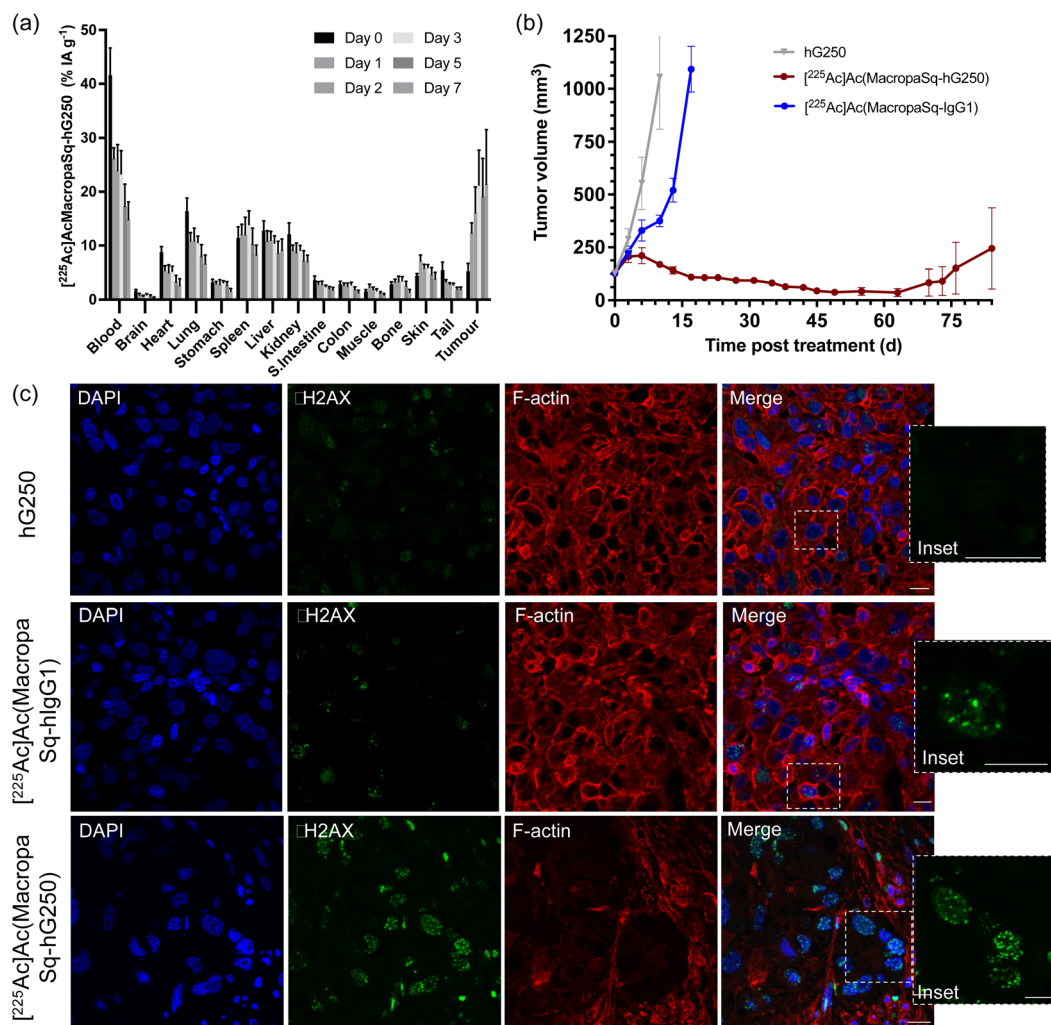 (a)
[²²⁵Ac]AcMacropaSq-hG250 (% IA g⁻¹)
50
40
30
20
10
0
Day 0
Day 1
Day 2
Day 3
Day 5
Day 7
Blood
Brain
Heart
Lung
Stomach
Spleen
Liver
Kidney
S.Intestine
Colon
Muscle
Bone
Skin
Tail
Tumour
(b)
Tumor volume (mm³)
1250
1000
750
500
250
0
0
15
30
45
60
75
Time post treatment (d)
hG250
[²²⁵Ac]Ac(MacropaSq-hG250)
[²²⁵Ac]Ac(MacropaSq-IgG1)
(c)
hG250
DAPI
□H2AX
F-actin
Merge
Inset
[²²⁵Ac]Ac(Macropa
Sq-hIgG1)
DAPI
□H2AX
F-actin
Merge
Inset
[²²⁵Ac]Ac(Macropa
Sq-hG250)
DAPI
□H2AX
F-actin
Merge
Inset